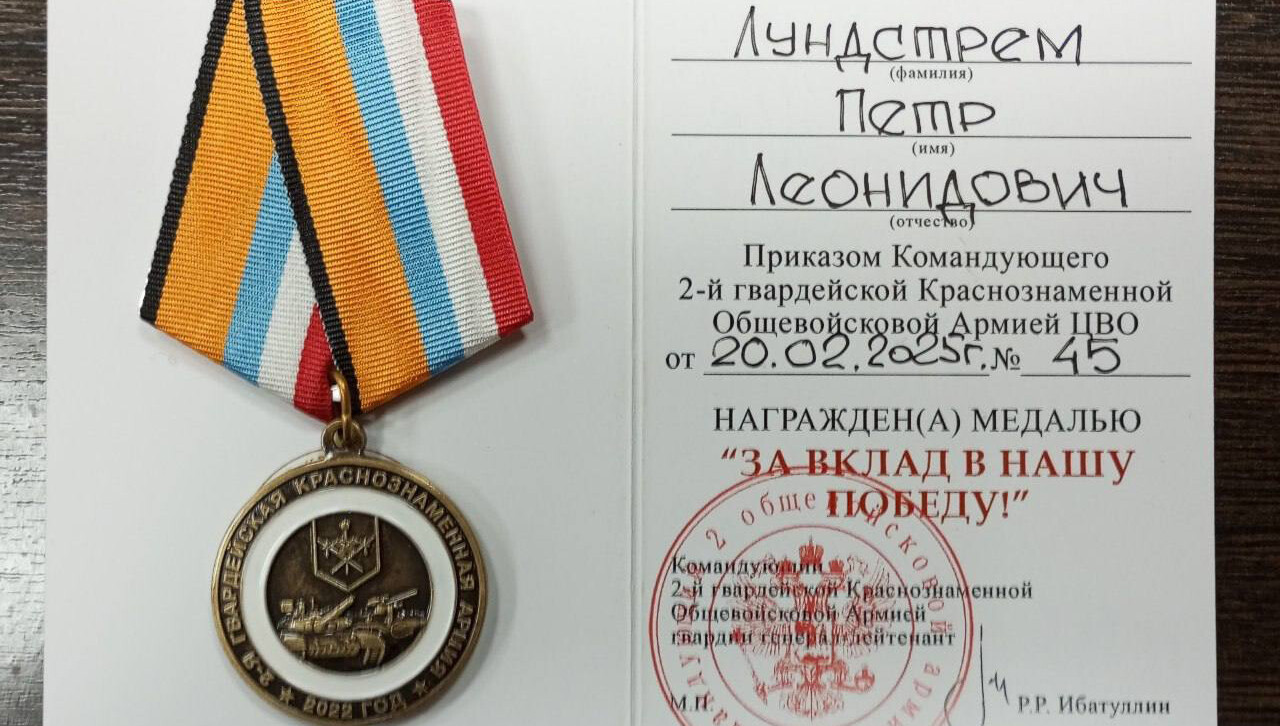 2-Я ГВАРДЕЙСКАЯ КРАСНОЗНАМЕННАЯ АРМИЯ
2022 ГОД
Лундстрем
(фамилия)
Петр
(имя)
Леонидович
(отчество)
Приказом Командующего
2-й гвардейской Краснознаменной
Общевойсковой Армией ЦВО
от 20.02.2025г. № 45
НАГРАЖДЕН(А) МЕДАЛЬЮ
“ЗА ВКЛАД В НАШУ
ПОБЕДУ!”
2 общевойсковой
Командующий
2-й гвардейской Краснознаменной
Общевойсковой Армией
гвардии генерал-лейтенант
М.П. Р.Р. Ибатуллин